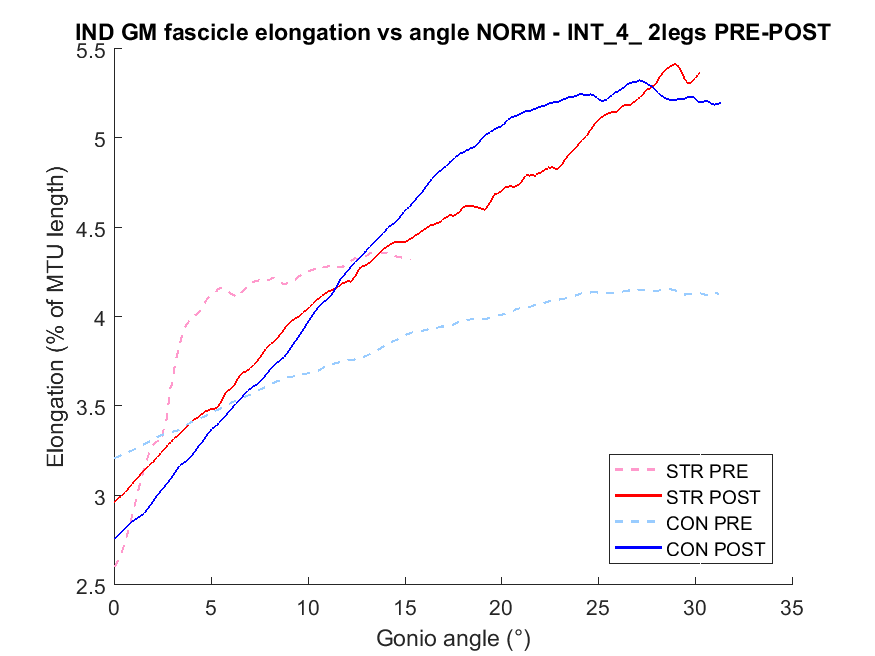 IND GM fascicle elongation vs angle NORM - INT_4_ 2legs PRE-POST
5.5
5
4.5
4
3.5
3
2.5
Elongation (% of MTU length)
0
5
10
15
20
25
30
35
Gonio angle (°)
STR PRE
STR POST
CON PRE
CON POST